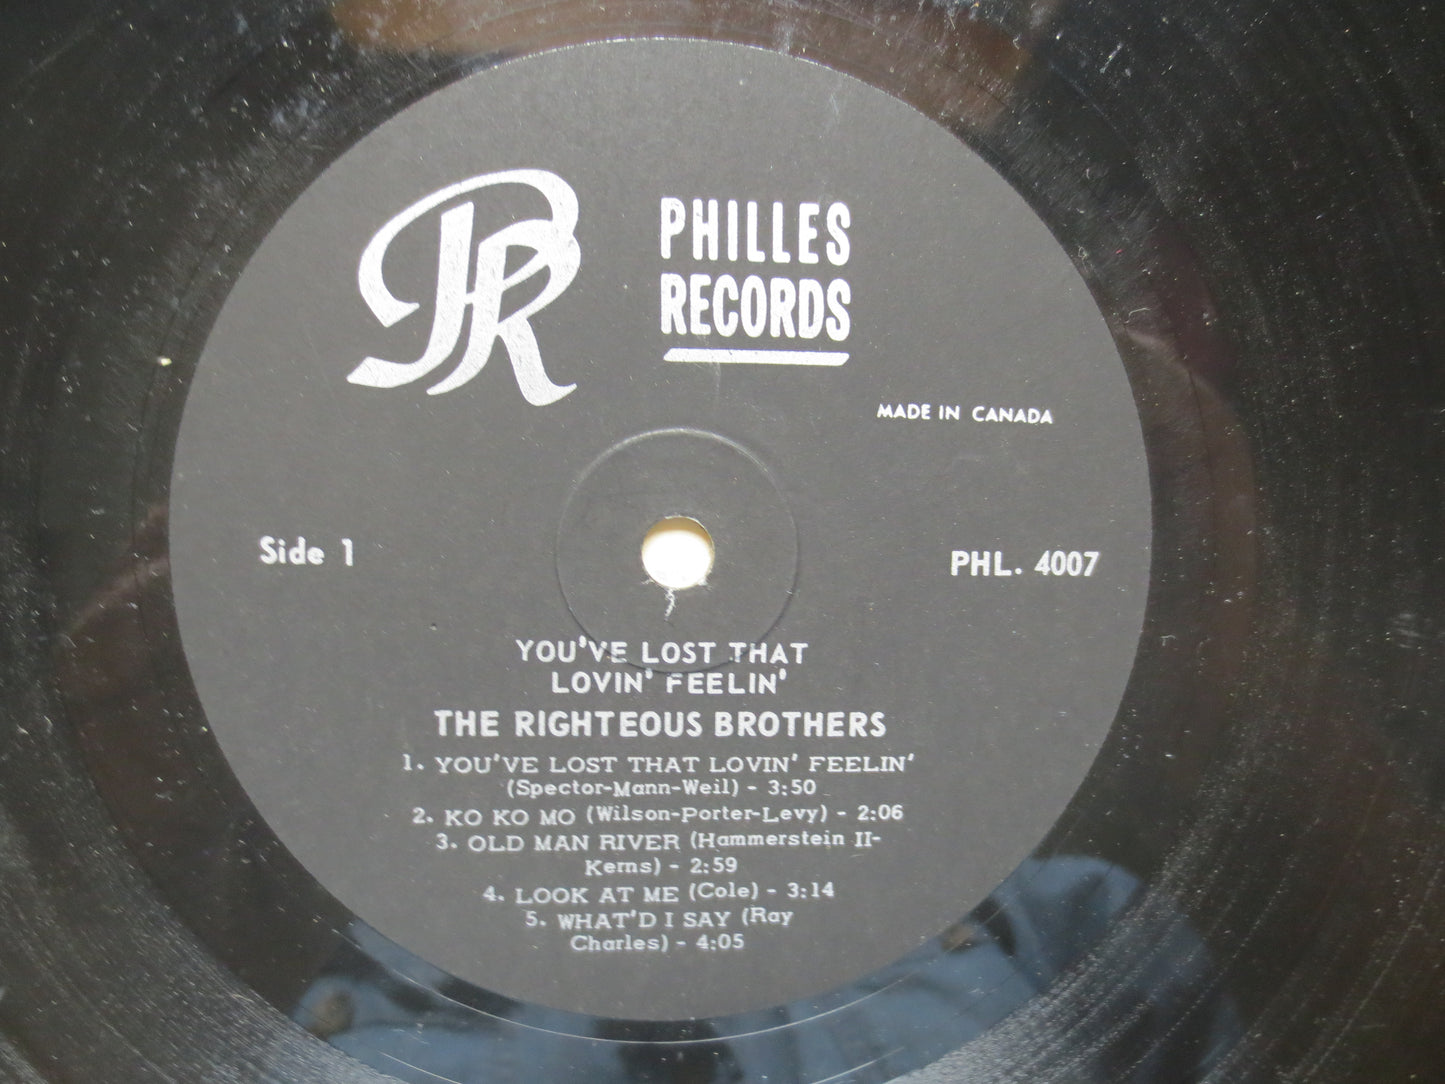 PR
PHILLES
RECORDS
MADE IN CANADA
Side 1
PHL. 4007
YOU'VE LOST THAT
LOVIN' FEELIN'
THE RIGHTEOUS BROTHERS
1. YOU'VE LOST THAT LOVIN' FEELIN'
(Spector-Mann-Weil) - 3:50
2. KO KO MO (Wilson-Porter-Levy) - 2:06
3. OLD MAN RIVER (Hammerstein II-
Kerns) - 2:59
4. LOOK AT ME (Cole) - 3:14
5. WHAT'D I SAY (Ray
Charles) - 4:05